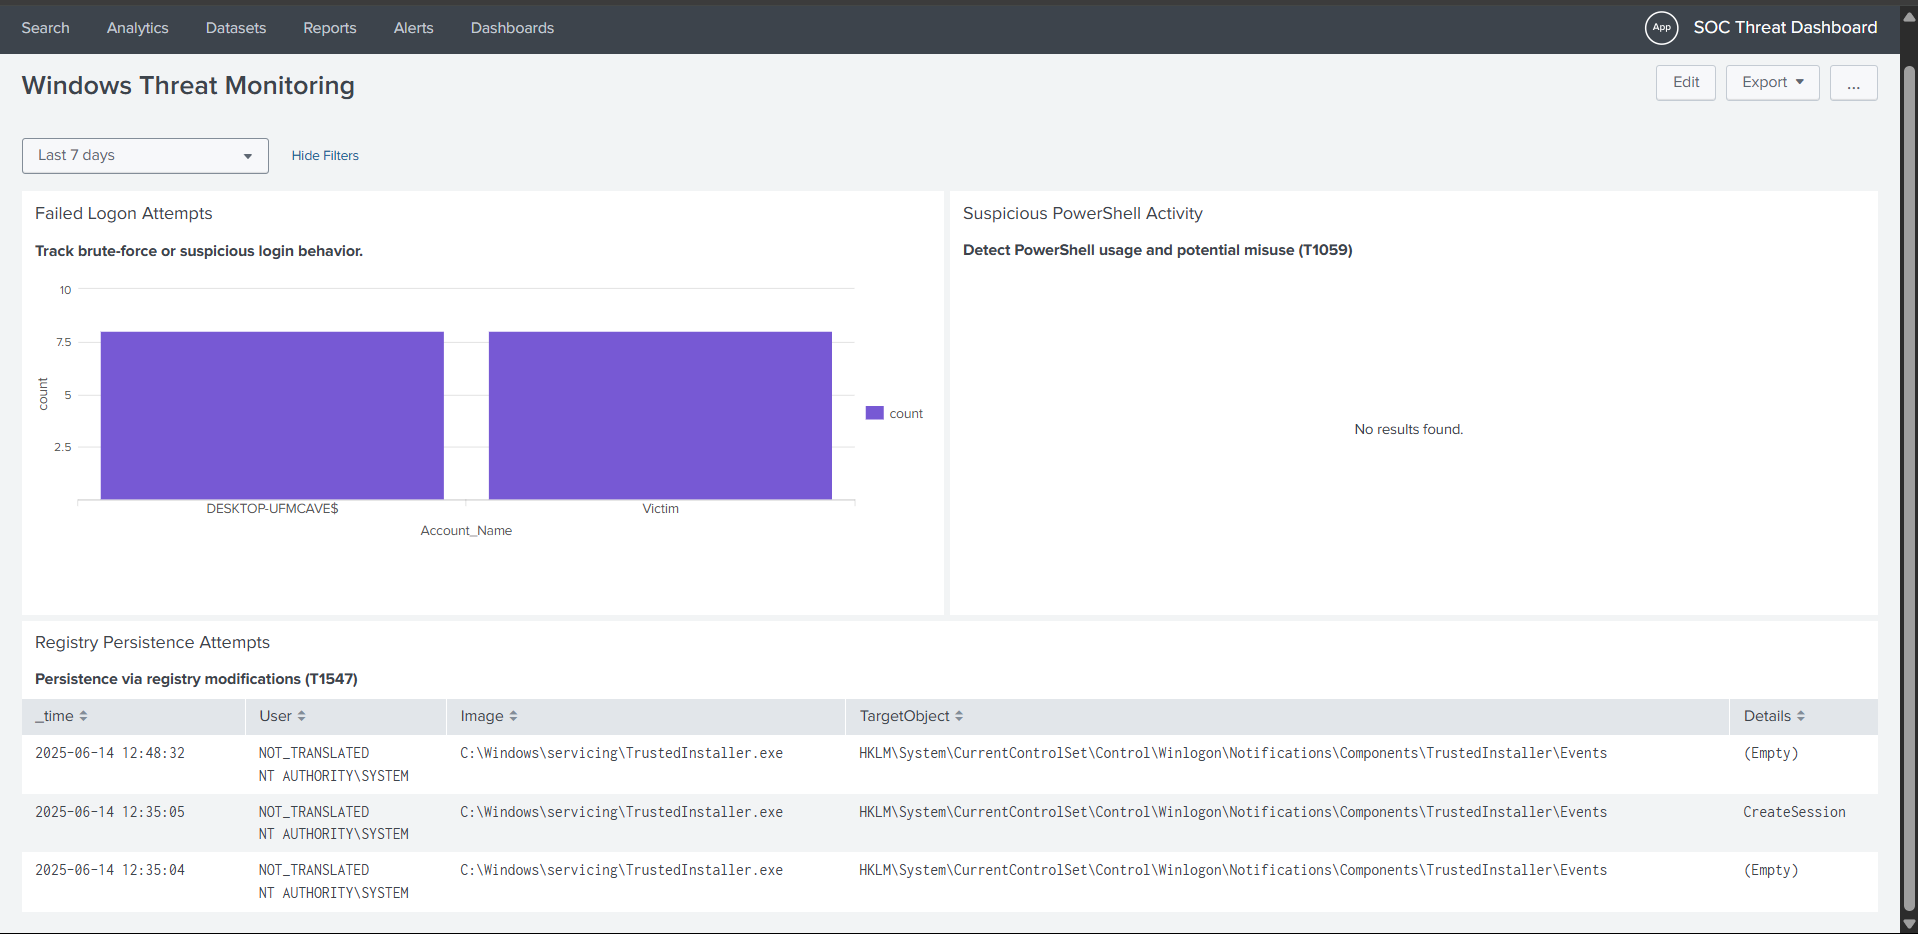 Search Analytics Datasets Reports Alerts Dashboards App SOC Threat Dashboard
Windows Threat Monitoring
Edit Export ...
Last 7 days Hide Filters
Failed Logon Attempts
Track brute-force or suspicious login behavior.
10
7.5
5
2.5
count
DESKTOP-UFMCAVE$ Victim
Account_Name
count
Suspicious PowerShell Activity
Detect PowerShell usage and potential misuse (T1059)
No results found.
Registry Persistence Attempts
Persistence via registry modifications (T1547)
_time User Image TargetObject Details
2025-06-14 12:48:32 NOT_TRANSLATED C:\Windows\servicing\TrustedInstaller.exe HKLM\System\CurrentControlSet\Control\Winlogon\Notifications\Components\TrustedInstaller\Events (Empty)
NT AUTHORITY\SYSTEM
2025-06-14 12:35:05 NOT_TRANSLATED C:\Windows\servicing\TrustedInstaller.exe HKLM\System\CurrentControlSet\Control\Winlogon\Notifications\Components\TrustedInstaller\Events CreateSession
NT AUTHORITY\SYSTEM
2025-06-14 12:35:04 NOT_TRANSLATED C:\Windows\servicing\TrustedInstaller.exe HKLM\System\CurrentControlSet\Control\Winlogon\Notifications\Components\TrustedInstaller\Events (Empty)
NT AUTHORITY\SYSTEM